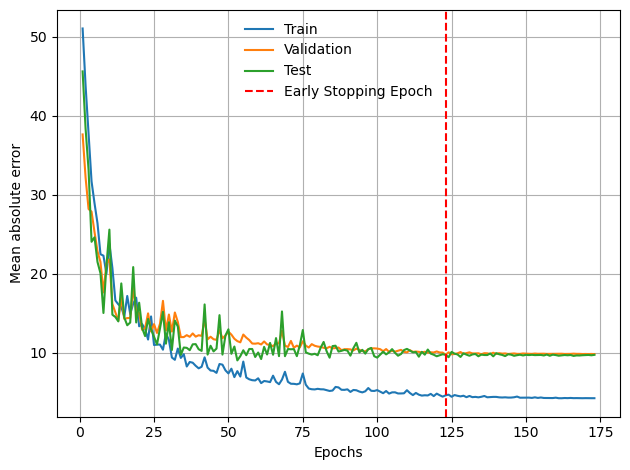 Train
Validation
Test
Early Stopping Epoch
50
40
30
20
10
Mean absolute error
0 25 50 75 100 125 150 175
Epochs